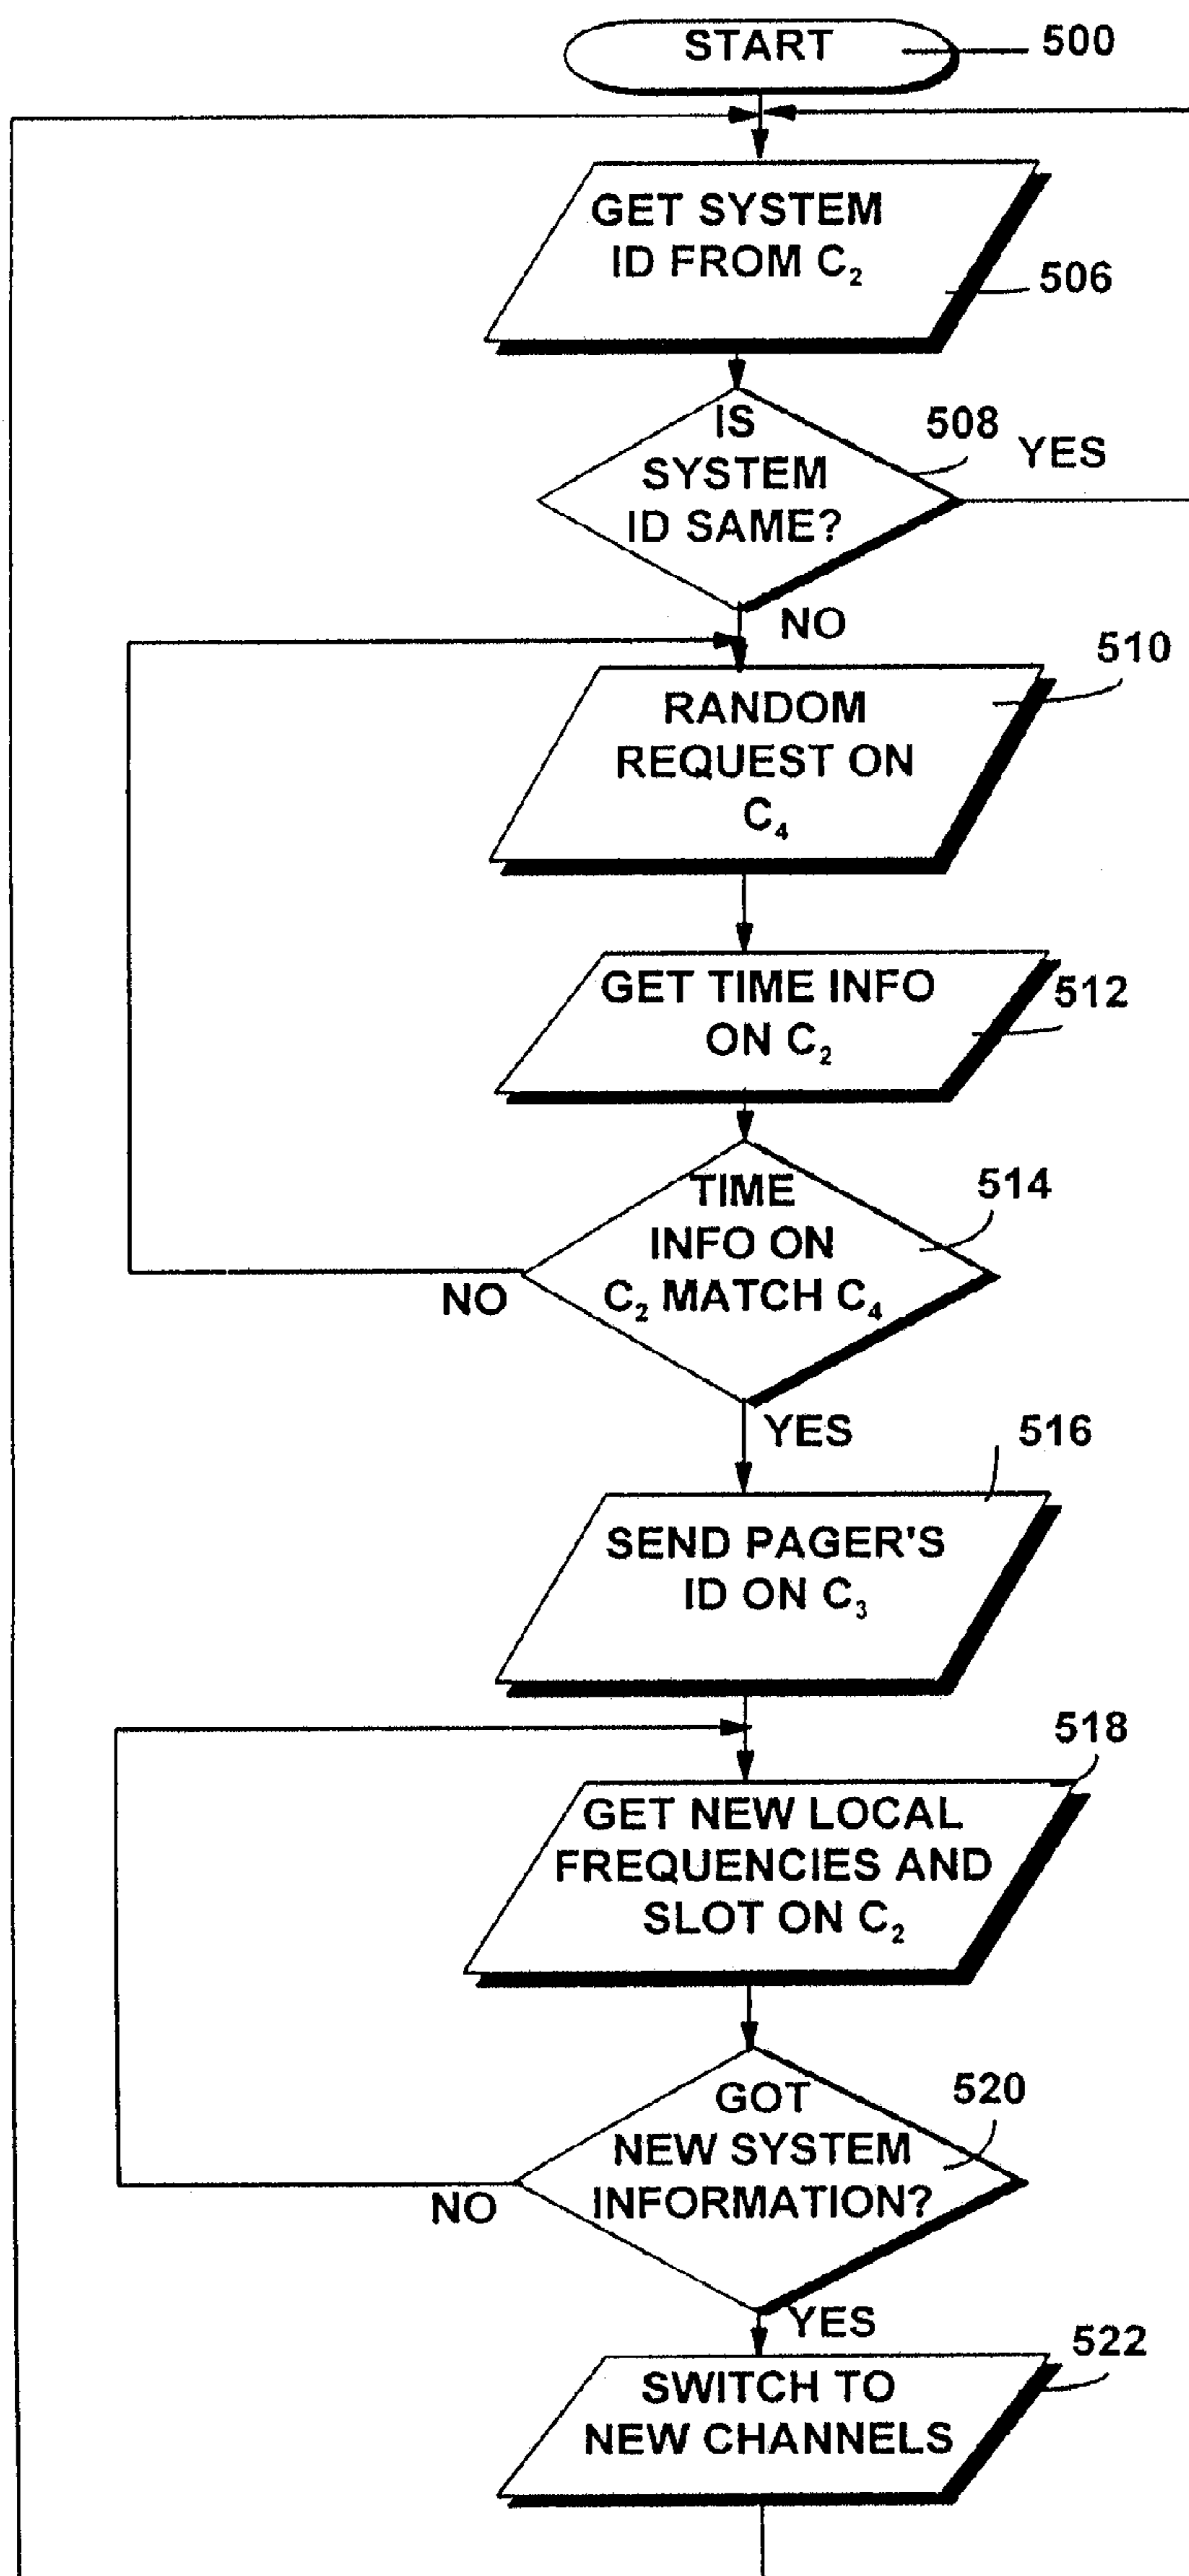 START 500
GET SYSTEM
ID FROM C₂
506
IS
SYSTEM
ID SAME?
508
YES
NO
510
RANDOM
REQUEST ON
C₄
GET TIME INFO
ON C₂
512
TIME
INFO ON
C₂ MATCH C₄
514
NO
YES
516
SEND PAGER'S
ID ON C₃
518
GET NEW LOCAL
FREQUENCIES AND
SLOT ON C₂
GOT
NEW SYSTEM
INFORMATION?
520
NO
YES
522
SWITCH TO
NEW CHANNELS